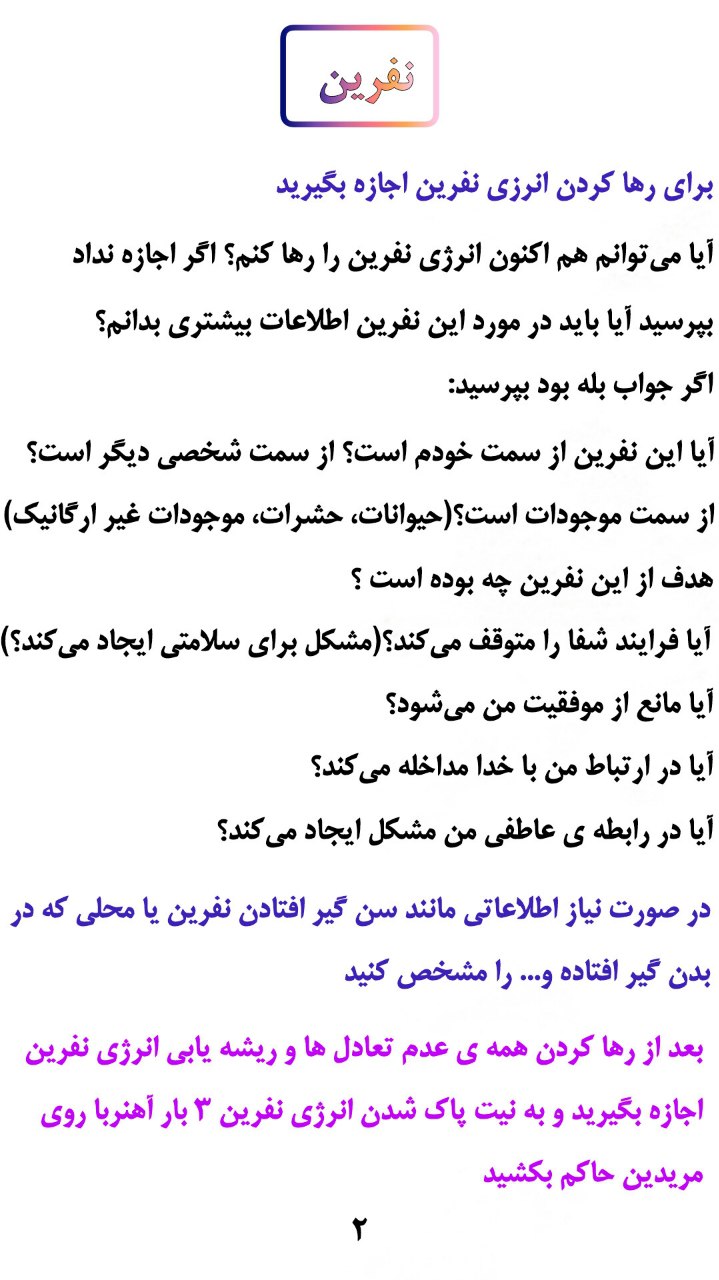 نفرین
برای رها کردن انرزی نفرین اجازه بگیرید
آیا می‌توانم هم اکنون انرژی نفرین را رها کنم؟ اگر اجازه نداد
بپرسید آیا باید در مورد این نفرین اطلاعات بیشتری بدانم؟
اگر جواب بله بود بپرسید:
آیا این نفرین از سمت خودم است؟ از سمت شخصی دیگر است؟
از سمت موجودات است؟(حیوانات، حشرات، موجودات غیر ارگانیک)
هدف از این نفرین چه بوده است ؟
آیا فرایند شفا را متوقف می‌کند؟(مشکل برای سلامتی ایجاد می‌کند؟)
آیا مانع از موفقیت من می‌شود؟
آیا در ارتباط من با خدا مداخله می‌کند؟
آیا در رابطه ی عاطفی من مشکل ایجاد می‌کند؟
در صورت نیاز اطلاعاتی مانند سن گیر افتادن نفرین یا محلی که در
بدن گیر افتاده و... را مشخص کنید
بعد از رها کردن همه ی عدم تعادل ها و ریشه یابی انرژی نفرین
اجازه بگیرید و به نیت پاک شدن انرژی نفرین ۳ بار آهنربا روی
مریدین حاکم بکشید
۲